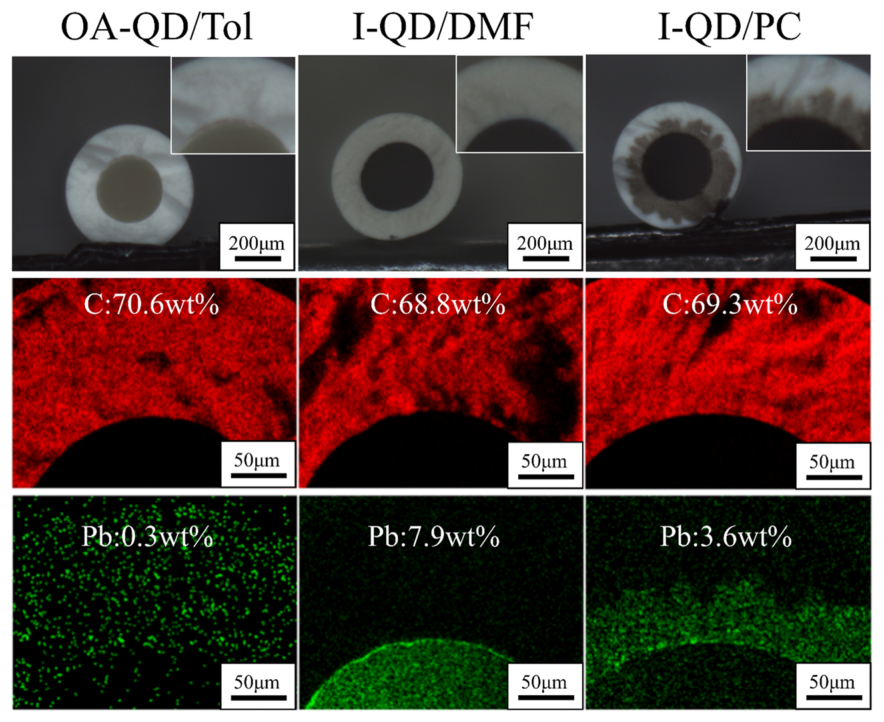 OA-QD/Tol I-QD/DMF I-QD/PC
200μm 200μm 200μm
C:70.6wt% C:68.8wt% C:69.3wt%
50μm 50μm 50μm
Pb:0.3wt% Pb:7.9wt% Pb:3.6wt%
50μm 50μm 50μm